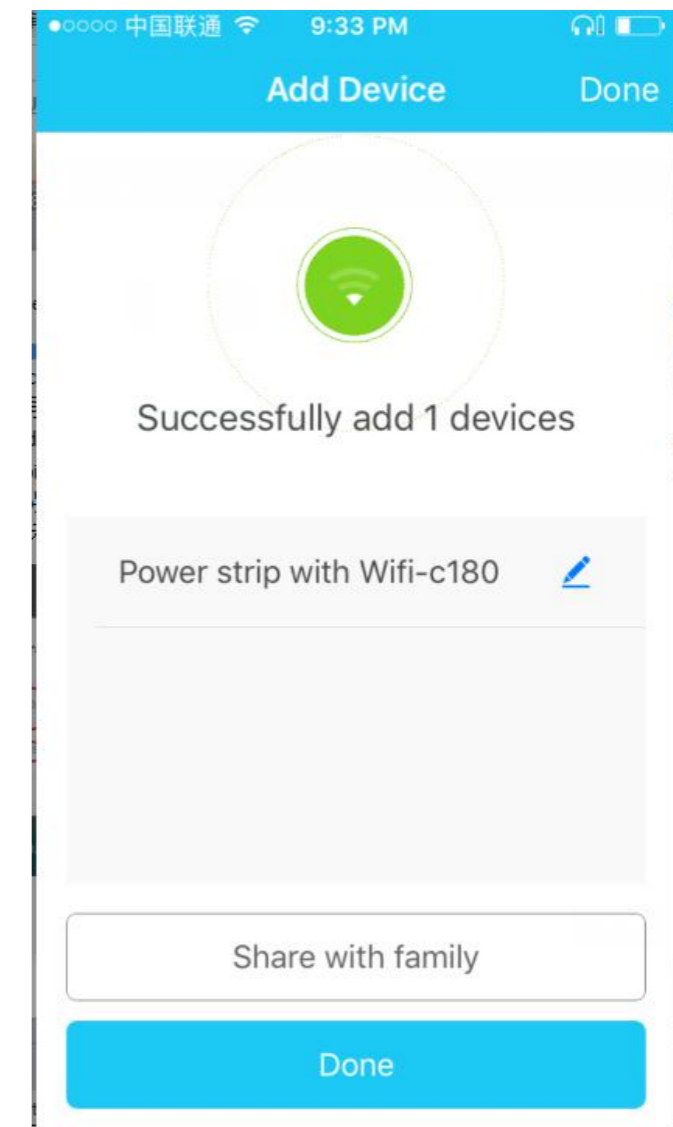 中国联通 9:33 PM
Add Device Done
Successfully add 1 devices
Power strip with Wifi-c180
Share with family
Done